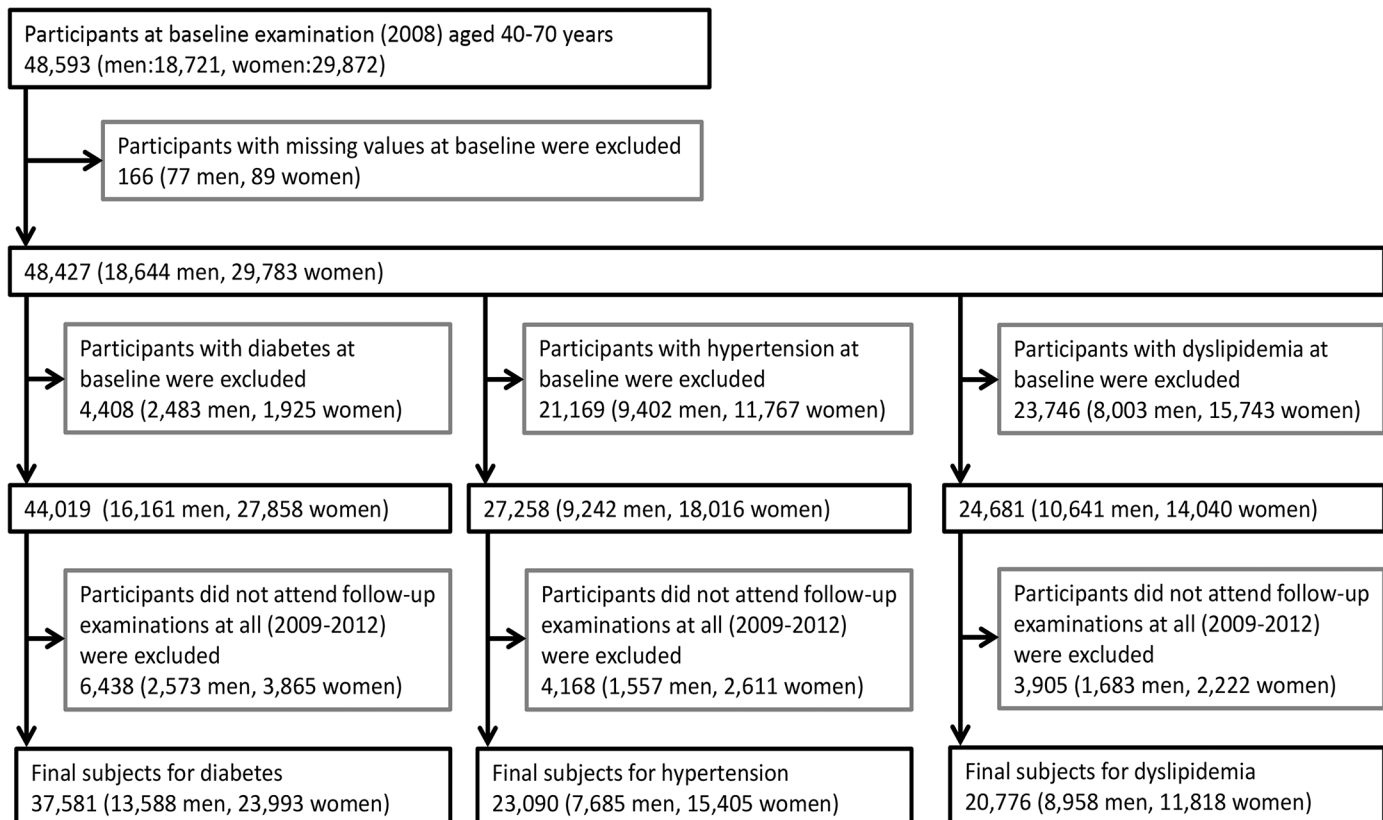 Participants at baseline examination (2008) aged 40-70 years
48,593 (men:18,721, women:29,872)
Participants with missing values at baseline were excluded
166 (77 men, 89 women)
48,427 (18,644 men, 29,783 women)
Participants with diabetes at
baseline were excluded
4,408 (2,483 men, 1,925 women)
Participants with hypertension at
baseline were excluded
21,169 (9,402 men, 11,767 women)
Participants with dyslipidemia at
baseline were excluded
23,746 (8,003 men, 15,743 women)
44,019 (16,161 men, 27,858 women)
27,258 (9,242 men, 18,016 women)
24,681 (10,641 men, 14,040 women)
Participants did not attend follow-up
examinations at all (2009-2012)
were excluded
6,438 (2,573 men, 3,865 women)
Participants did not attend follow-up
examinations at all (2009-2012)
were excluded
4,168 (1,557 men, 2,611 women)
Participants did not attend follow-up
examinations at all (2009-2012)
were excluded
3,905 (1,683 men, 2,222 women)
Final subjects for diabetes
37,581 (13,588 men, 23,993 women)
Final subjects for hypertension
23,090 (7,685 men, 15,405 women)
Final subjects for dyslipidemia
20,776 (8,958 men, 11,818 women)